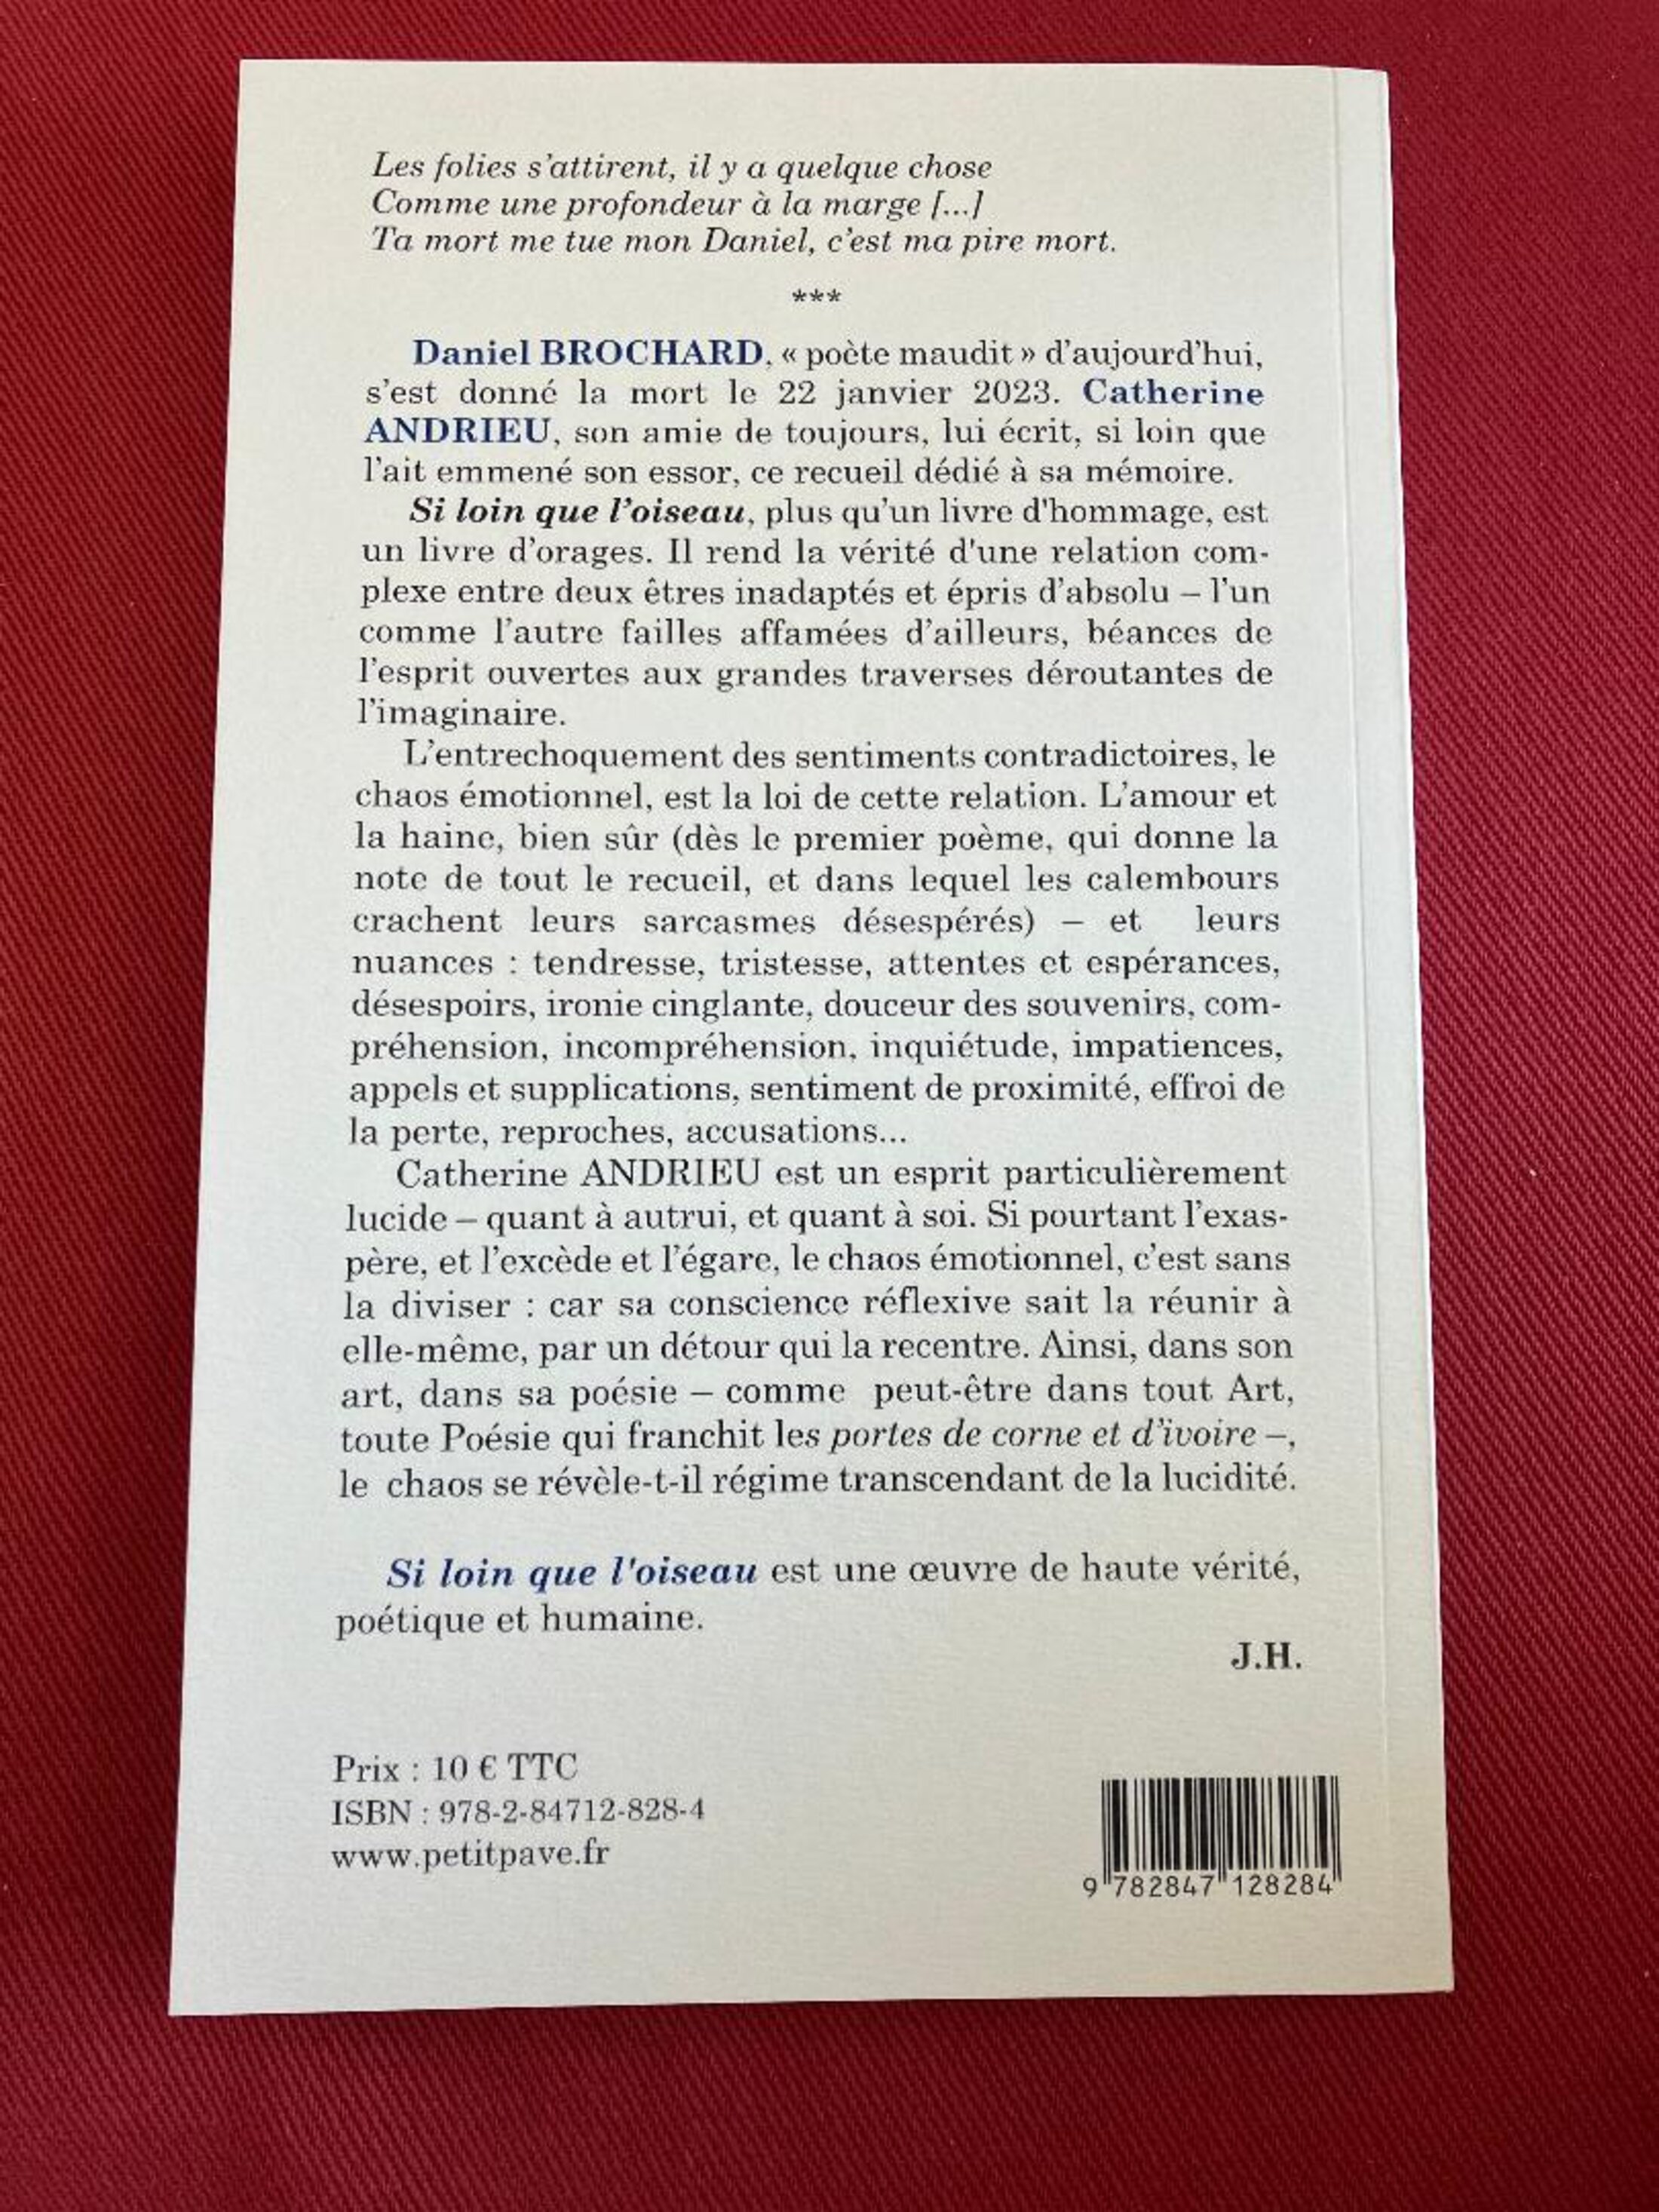 Les folies s'attirent, il y a quelque chose
Comme une profondeur à la marge [...]
Ta mort me tue mon Daniel, c'est ma pire mort.
***
Daniel BROCHARD, « poète maudit » d'aujourd'hui,
s'est donné la mort le 22 janvier 2023. Catherine
ANDRIEU, son amie de toujours, lui écrit, si loin que
l'ait emmené son essor, ce recueil dédié à sa mémoire.
Si loin que l'oiseau, plus qu'un livre d'hommage, est
un livre d'orages. Il rend la vérité d'une relation com-
plexe entre deux êtres inadaptés et épris d'absolu – l'un
comme l'autre failles affamées d'ailleurs, béances de
l'esprit ouvertes aux grandes traverses déroutantes de
l'imaginaire.
L'entrechoquement des sentiments contradictoires, le
chaos émotionnel, est la loi de cette relation. L'amour et
la haine, bien sûr (dès le premier poème, qui donne la
note de tout le recueil, et dans lequel les calembours
crachent leurs sarcasmes désespérés) – et leurs
nuances : tendresse, tristesse, attentes et espérances,
désespoirs, ironie cinglante, douceur des souvenirs, com-
préhension, incompréhension, inquiétude, impatiences,
appels et supplications, sentiment de proximité, effroi de
la perte, reproches, accusations...
Catherine ANDRIEU est un esprit particulièrement
lucide – quant à autrui, et quant à soi. Si pourtant l'exas-
père, et l'excède et l'égare, le chaos émotionnel, c'est sans
la diviser : car sa conscience réflexive sait la réunir à
elle-même, par un détour qui la recentre. Ainsi, dans son
art, dans sa poésie – comme peut-être dans tout Art,
toute Poésie qui franchit les portes de corne et d'ivoire –,
le chaos se révèle-t-il régime transcendant de la lucidité.
Si loin que l'oiseau est une œuvre de haute vérité,
poétique et humaine.
J.H.
Prix : 10 € TTC
ISBN : 978-2-84712-828-4
www.petitpave.fr
9 782847 128284